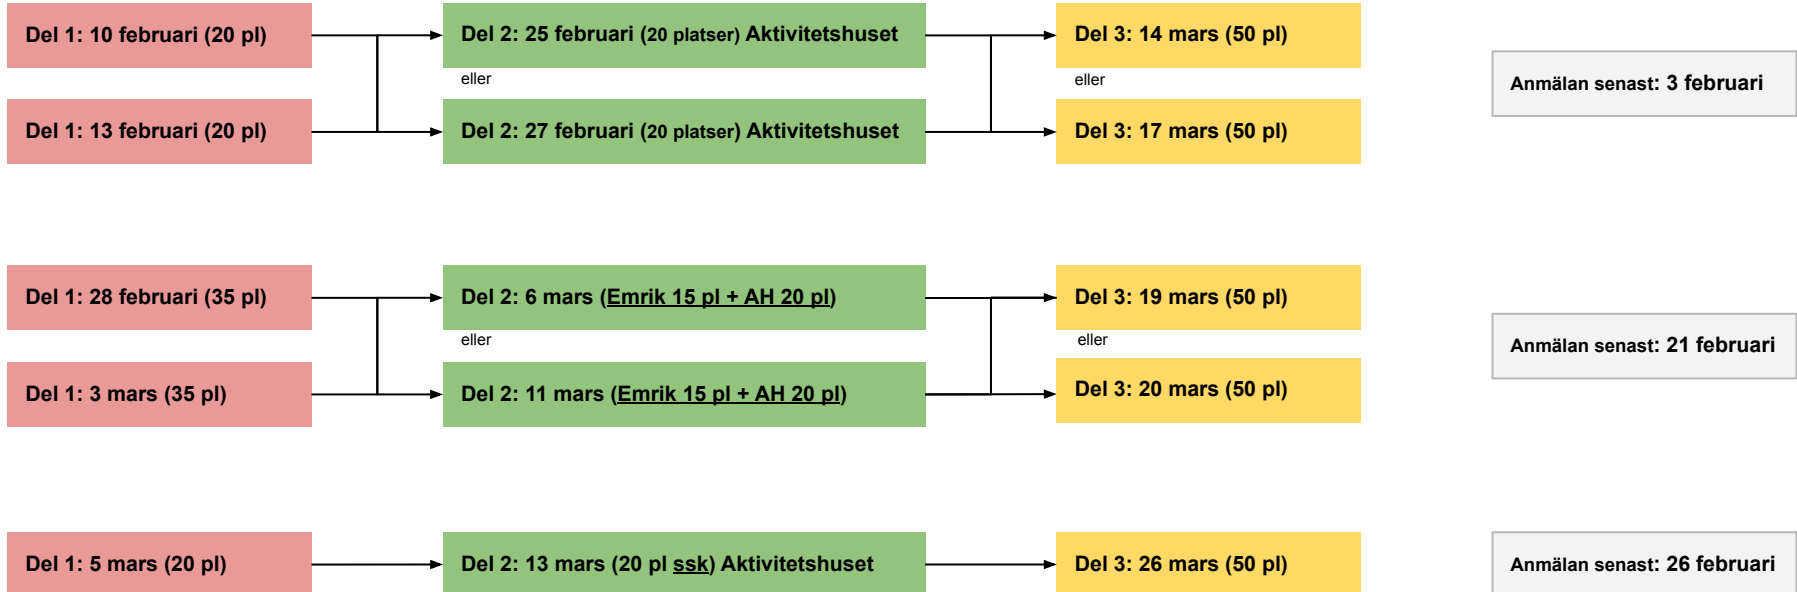 Del 1: 10 februari (20 pl)
Del 2: 25 februari (20 platser) Aktivitetshuset
Del 3: 14 mars (50 pl)
eller
eller
Anmälan senast: 3 februari
Del 1: 13 februari (20 pl)
Del 2: 27 februari (20 platser) Aktivitetshuset
Del 3: 17 mars (50 pl)
Del 1: 28 februari (35 pl)
Del 2: 6 mars (Emrik 15 pl + AH 20 pl)
Del 3: 19 mars (50 pl)
eller
eller
Anmälan senast: 21 februari
Del 1: 3 mars (35 pl)
Del 2: 11 mars (Emrik 15 pl + AH 20 pl)
Del 3: 20 mars (50 pl)
Del 1: 5 mars (20 pl)
Del 2: 13 mars (20 pl ssk) Aktivitetshuset
Del 3: 26 mars (50 pl)
Anmälan senast: 26 februari